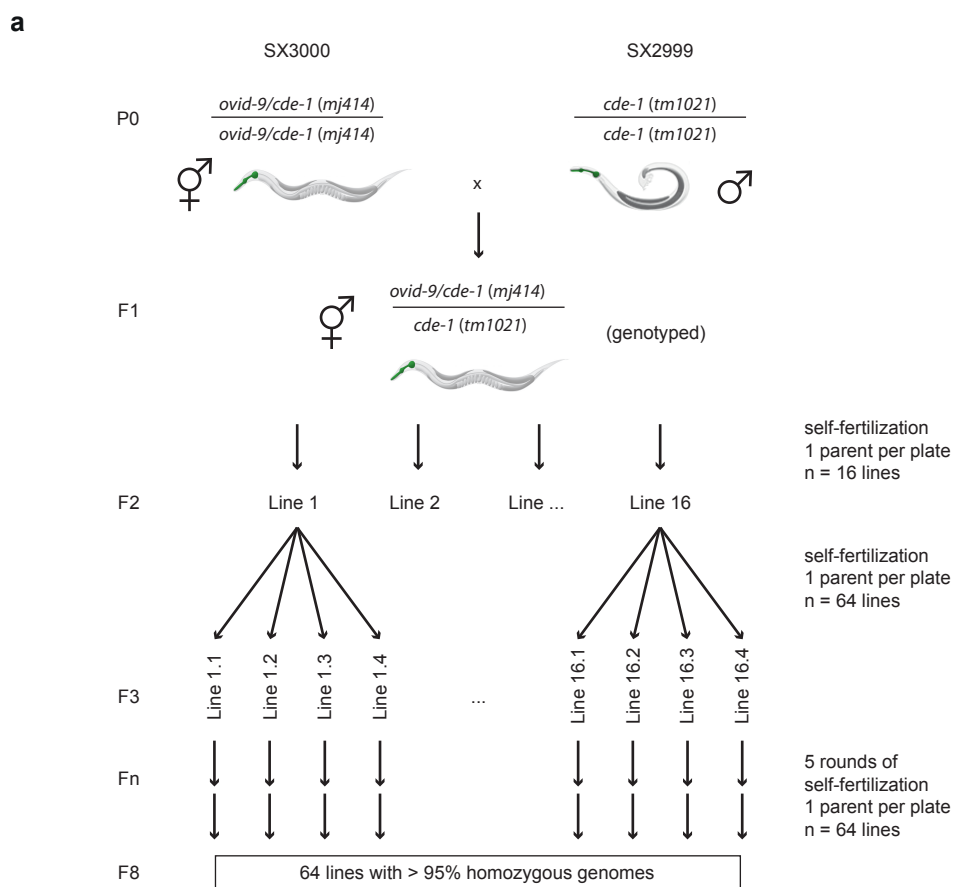 a
SX3000 SX2999
P0
ovid-9/cde-1 (mj414)
ovid-9/cde-1 (mj414)
cde-1 (tm1021)
cde-1 (tm1021)
x
F1
ovid-9/cde-1 (mj414)
cde-1 (tm1021)
(genotyped)
self-fertilization
1 parent per plate
n = 16 lines
F2 Line 1 Line 2 Line ... Line 16
self-fertilization
1 parent per plate
n = 64 lines
F3
Line 1.1
Line 1.2
Line 1.3
Line 1.4
...
Line 16.1
Line 16.2
Line 16.3
Line 16.4
Fn
5 rounds of
self-fertilization
1 parent per plate
n = 64 lines
F8 64 lines with > 95% homozygous genomes